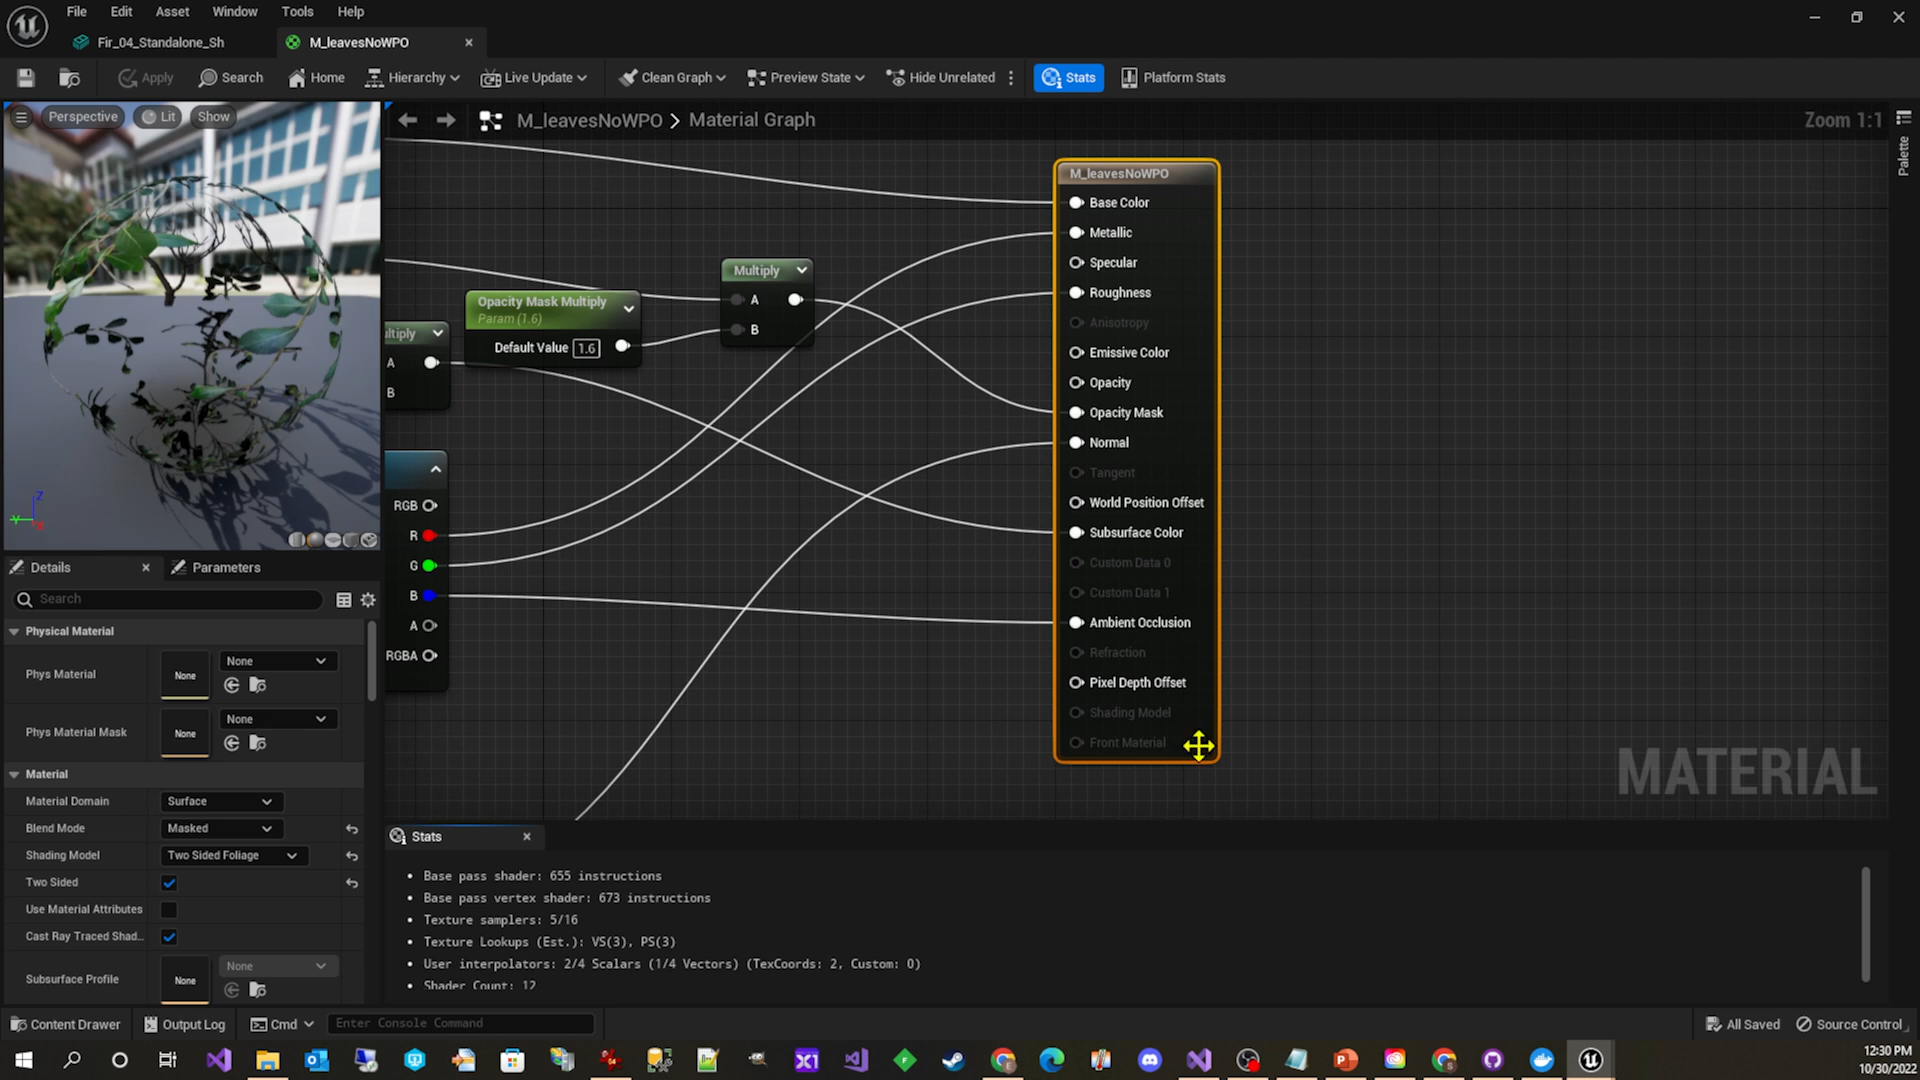 File Edit Asset Window Tools Help
Fir_04_Standalone_Sh
M_leavesNoWPO
Apply
Search
Home
Hierarchy
Live Update
Clean Graph
Preview State
Hide Unrelated
Stats
Platform Stats
Perspective
Lit
Show
M_leavesNoWPO > Material Graph
Zoom 1:1
Palette
M_leavesNoWPO
Base Color
Metallic
Specular
Roughness
Anisotropy
Emissive Color
Opacity
Opacity Mask
Normal
Tangent
World Position Offset
Subsurface Color
Custom Data 0
Custom Data 1
Ambient Occlusion
Refraction
Pixel Depth Offset
Shading Model
Front Material
Multiply
A
B
Opacity Mask Multiply
Param (1.6)
Default Value 1.6
ltiply
A
B
RGB
R
G
B
A
RGBA
Z
Y
X
MATERIAL
Details
Parameters
Search
Physical Material
Phys Material
None
None
Phys Material Mask
None
None
Material
Material Domain Surface
Blend Mode Masked
Shading Model Two Sided Foliage
Two Sided
Use Material Attributes
Cast Ray Traced Shad..
Subsurface Profile
None
None
Stats
Base pass shader: 655 instructions
Base pass vertex shader: 673 instructions
Texture samplers: 5/16
Texture Lookups (Est.): VS(3), PS(3)
User interpolators: 2/4 Scalars (1/4 Vectors) (TexCoords: 2, Custom: 0)
Shader Count: 12
Content Drawer
Output Log
Cmd
Enter Console Command
All Saved
Source Control
12:30 PM
10/30/2022